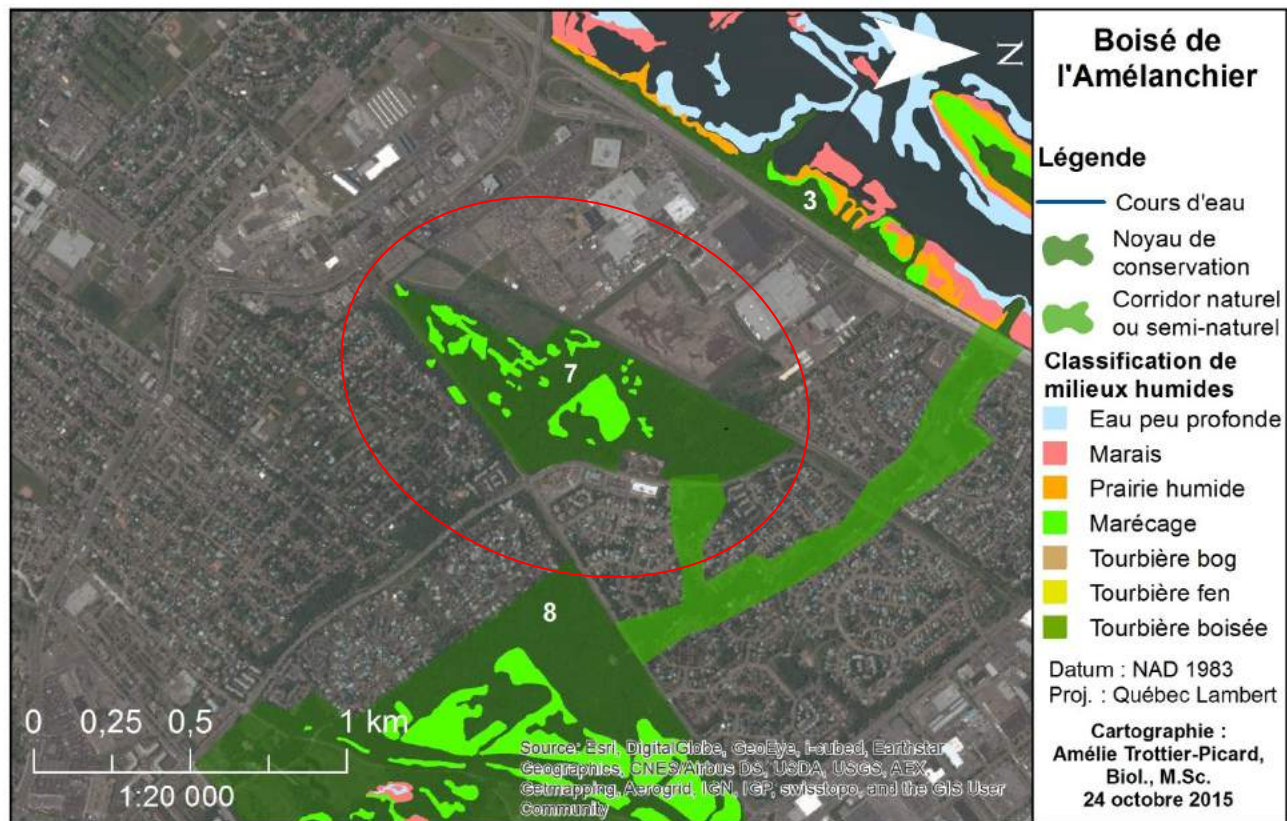 Boisé de
l'Amélanchier
Légende
Cours d'eau
Noyau de
conservation
Corridor naturel
ou semi-naturel
Classification de
milieux humides
Eau peu profonde
Marais
Prairie humide
Marécage
Tourbière bog
Tourbière fen
Tourbière boisée
Datum : NAD 1983
Proj. : Québec Lambert
Cartographie :
Amélie Trottier-Picard,
Biol., M.Sc.
24 octobre 2015
N
3
7
8
0 0,25 0,5 1 km
1:20 000
Source: Esri, DigitalGlobe, GeoEye, i-cubed, Earthstar
Geographics, CNES/Airbus DS, USDA, USGS, AEX,
Getmapping, Aerogrid, IGN, IGP, swisstopo, and the GIS User
Community